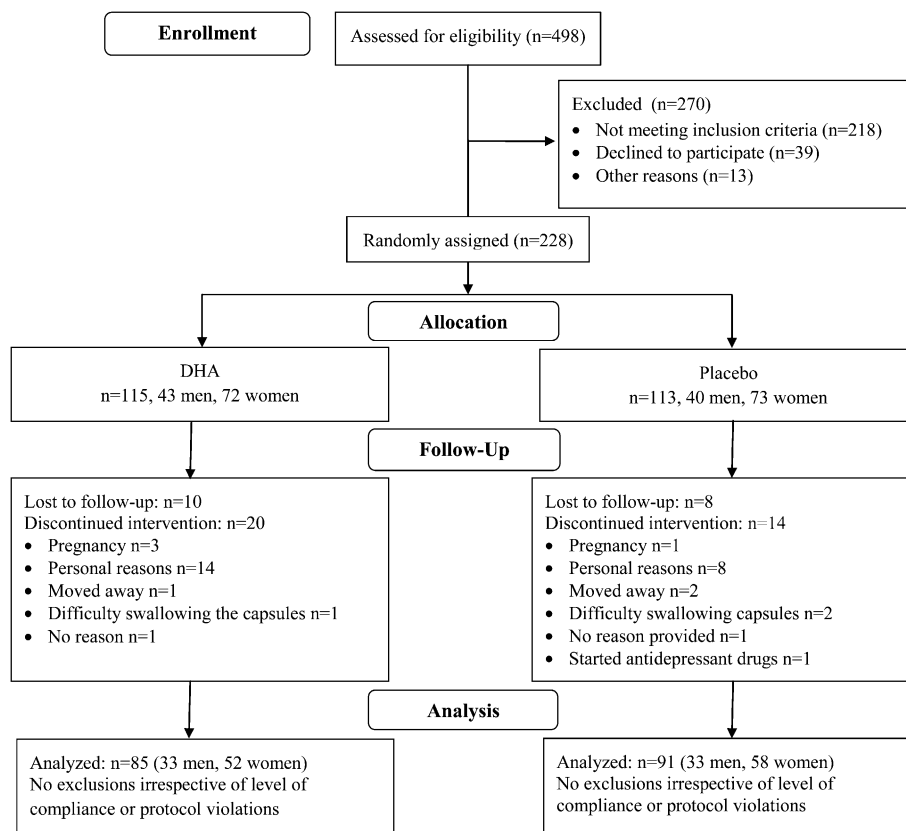 Enrollment
Assessed for eligibility (n=498)
Excluded (n=270)
• Not meeting inclusion criteria (n=218)
• Declined to participate (n=39)
• Other reasons (n=13)
Randomly assigned (n=228)
Allocation
DHA
n=115, 43 men, 72 women
Placebo
n=113, 40 men, 73 women
Follow-Up
Lost to follow-up: n=10
Discontinued intervention: n=20
• Pregnancy n=3
• Personal reasons n=14
• Moved away n=1
• Difficulty swallowing the capsules n=1
• No reason n=1
Lost to follow-up: n=8
Discontinued intervention: n=14
• Pregnancy n=1
• Personal reasons n=8
• Moved away n=2
• Difficulty swallowing capsules n=2
• No reason provided n=1
• Started antidepressant drugs n=1
Analysis
Analyzed: n=85 (33 men, 52 women)
No exclusions irrespective of level of
compliance or protocol violations
Analyzed: n=91 (33 men, 58 women)
No exclusions irrespective of level of
compliance or protocol violations